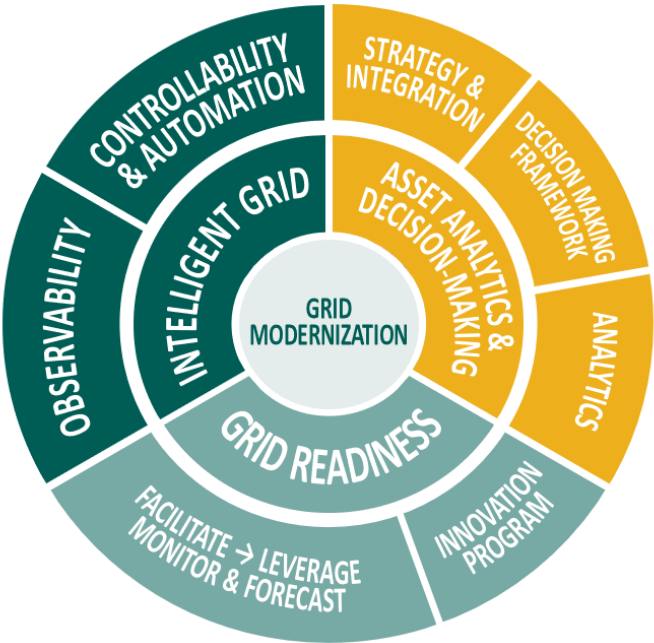 GRID
MODERNIZATION
INTELLIGENT GRID
ASSET ANALYTICS &
DECISION-MAKING
GRID READINESS
CONTROLLABILITY
& AUTOMATION
OBSERVABILITY
STRATEGY &
INTEGRATION
DECISION MAKING
FRAMEWORK
ANALYTICS
INNOVATION
PROGRAM
FACILITATE → LEVERAGE
MONITOR & FORECAST